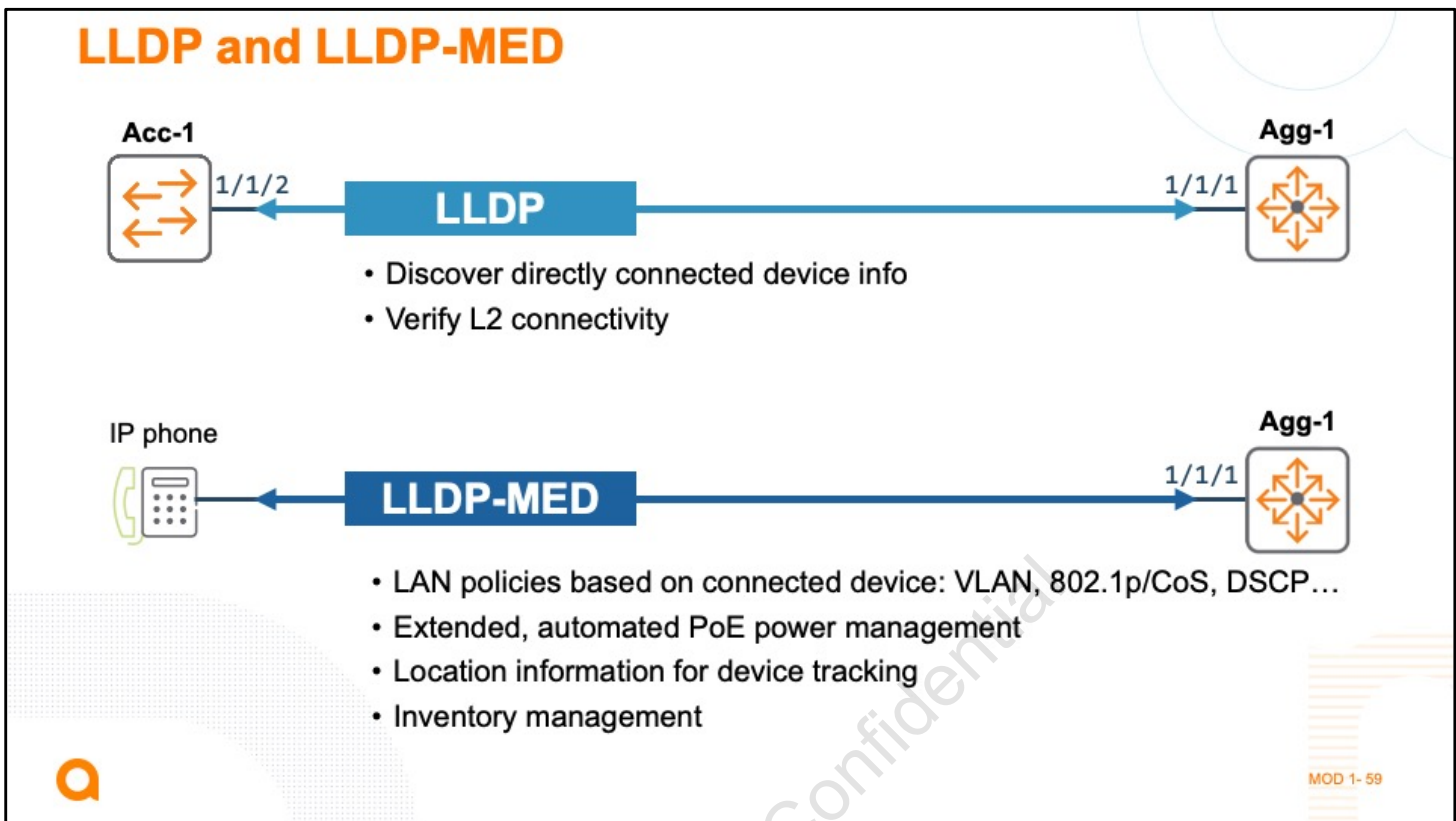 LLDP and LLDP-MED
Acc-1
Agg-1
1/1/2
LLDP
1/1/1
• Discover directly connected device info
• Verify L2 connectivity
IP phone
Agg-1
LLDP-MED
1/1/1
• LAN policies based on connected device: VLAN, 802.1p/CoS, DSCP…
• Extended, automated PoE power management
• Location information for device tracking
• Inventory management
Confidential
MOD 1- 59